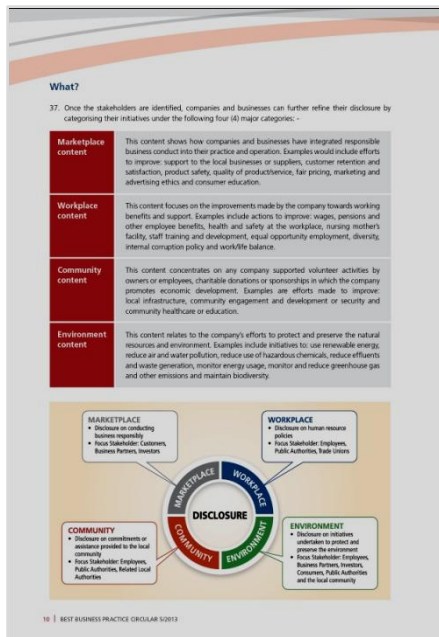 What?
37. Once the stakeholders are identified, companies and businesses can further refine their disclosure by
categorising their initiatives under the following four (4) major categories: -
Marketplace
content
This content shows how companies and businesses have integrated responsible
business conduct into their practice and operation. Examples would include efforts
to improve: support to the local businesses or suppliers, customer retention and
satisfaction, product safety, quality of product/service, fair pricing, marketing and
advertising ethics and consumer education.
Workplace
content
This content focuses on the improvements made by the company towards working
benefits and support. Examples include actions to improve: wages, pensions and
other employee benefits, health and safety at the workplace, nursing mother's
facility, staff training and development, equal opportunity employment, diversity,
internal corruption policy and work/life balance.
Community
content
This content concentrates on any company supported volunteer activities by
owners or employees, charitable donations or sponsorships in which the company
promotes economic development. Examples are efforts made to improve:
local infrastructure, community engagement and development or security and
community healthcare or education.
Environment
content
This content relates to the company's efforts to protect and preserve the natural
resources and environment. Examples include initiatives to: use renewable energy,
reduce air and water pollution, reduce use of hazardous chemicals, reduce effluents
and waste generation, monitor energy usage, monitor and reduce greenhouse gas
and other emissions and maintain biodiversity.
MARKETPLACE
• Disclosure on conducting
business responsibly
• Focus Stakeholder: Customers,
Business Partners, Investors
WORKPLACE
• Disclosure on human resource
policies
• Focus Stakeholder: Employees,
Public Authorities, Trade Unions
MARKETPLACE
WORKPLACE
DISCLOSURE
COMMUNITY
ENVIRONMENT
COMMUNITY
• Disclosure on commitments or
assistance provided to the local
community
• Focus Stakeholder: Employees,
Public Authorities, Related Local
Authorities
ENVIRONMENT
• Disclosure on initiatives
undertaken to protect and
preserve the environment
• Focus Stakeholder: Employees,
Business Partners, Investors,
Consumers, Public Authorities
and the local community
10 | BEST BUSINESS PRACTICE CIRCULAR 5/2013